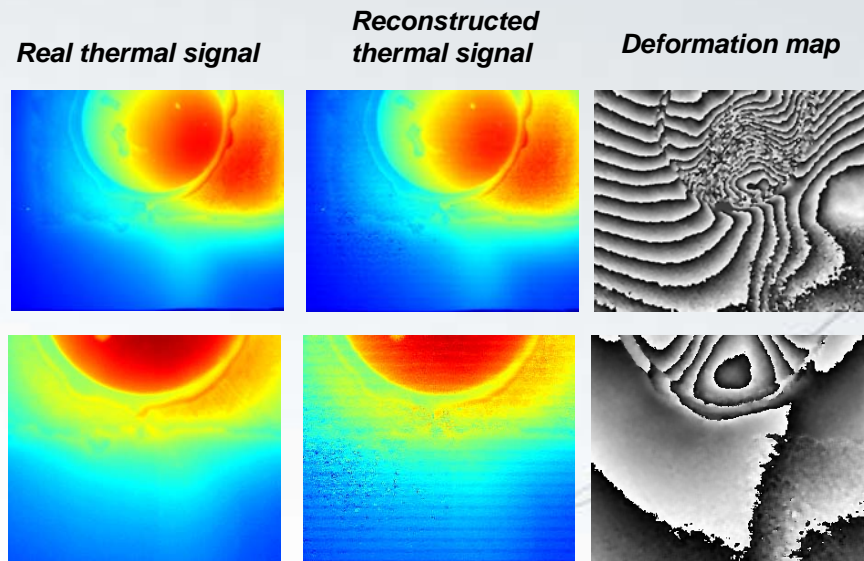 Real thermal signal
Reconstructed
thermal signal
Deformation map